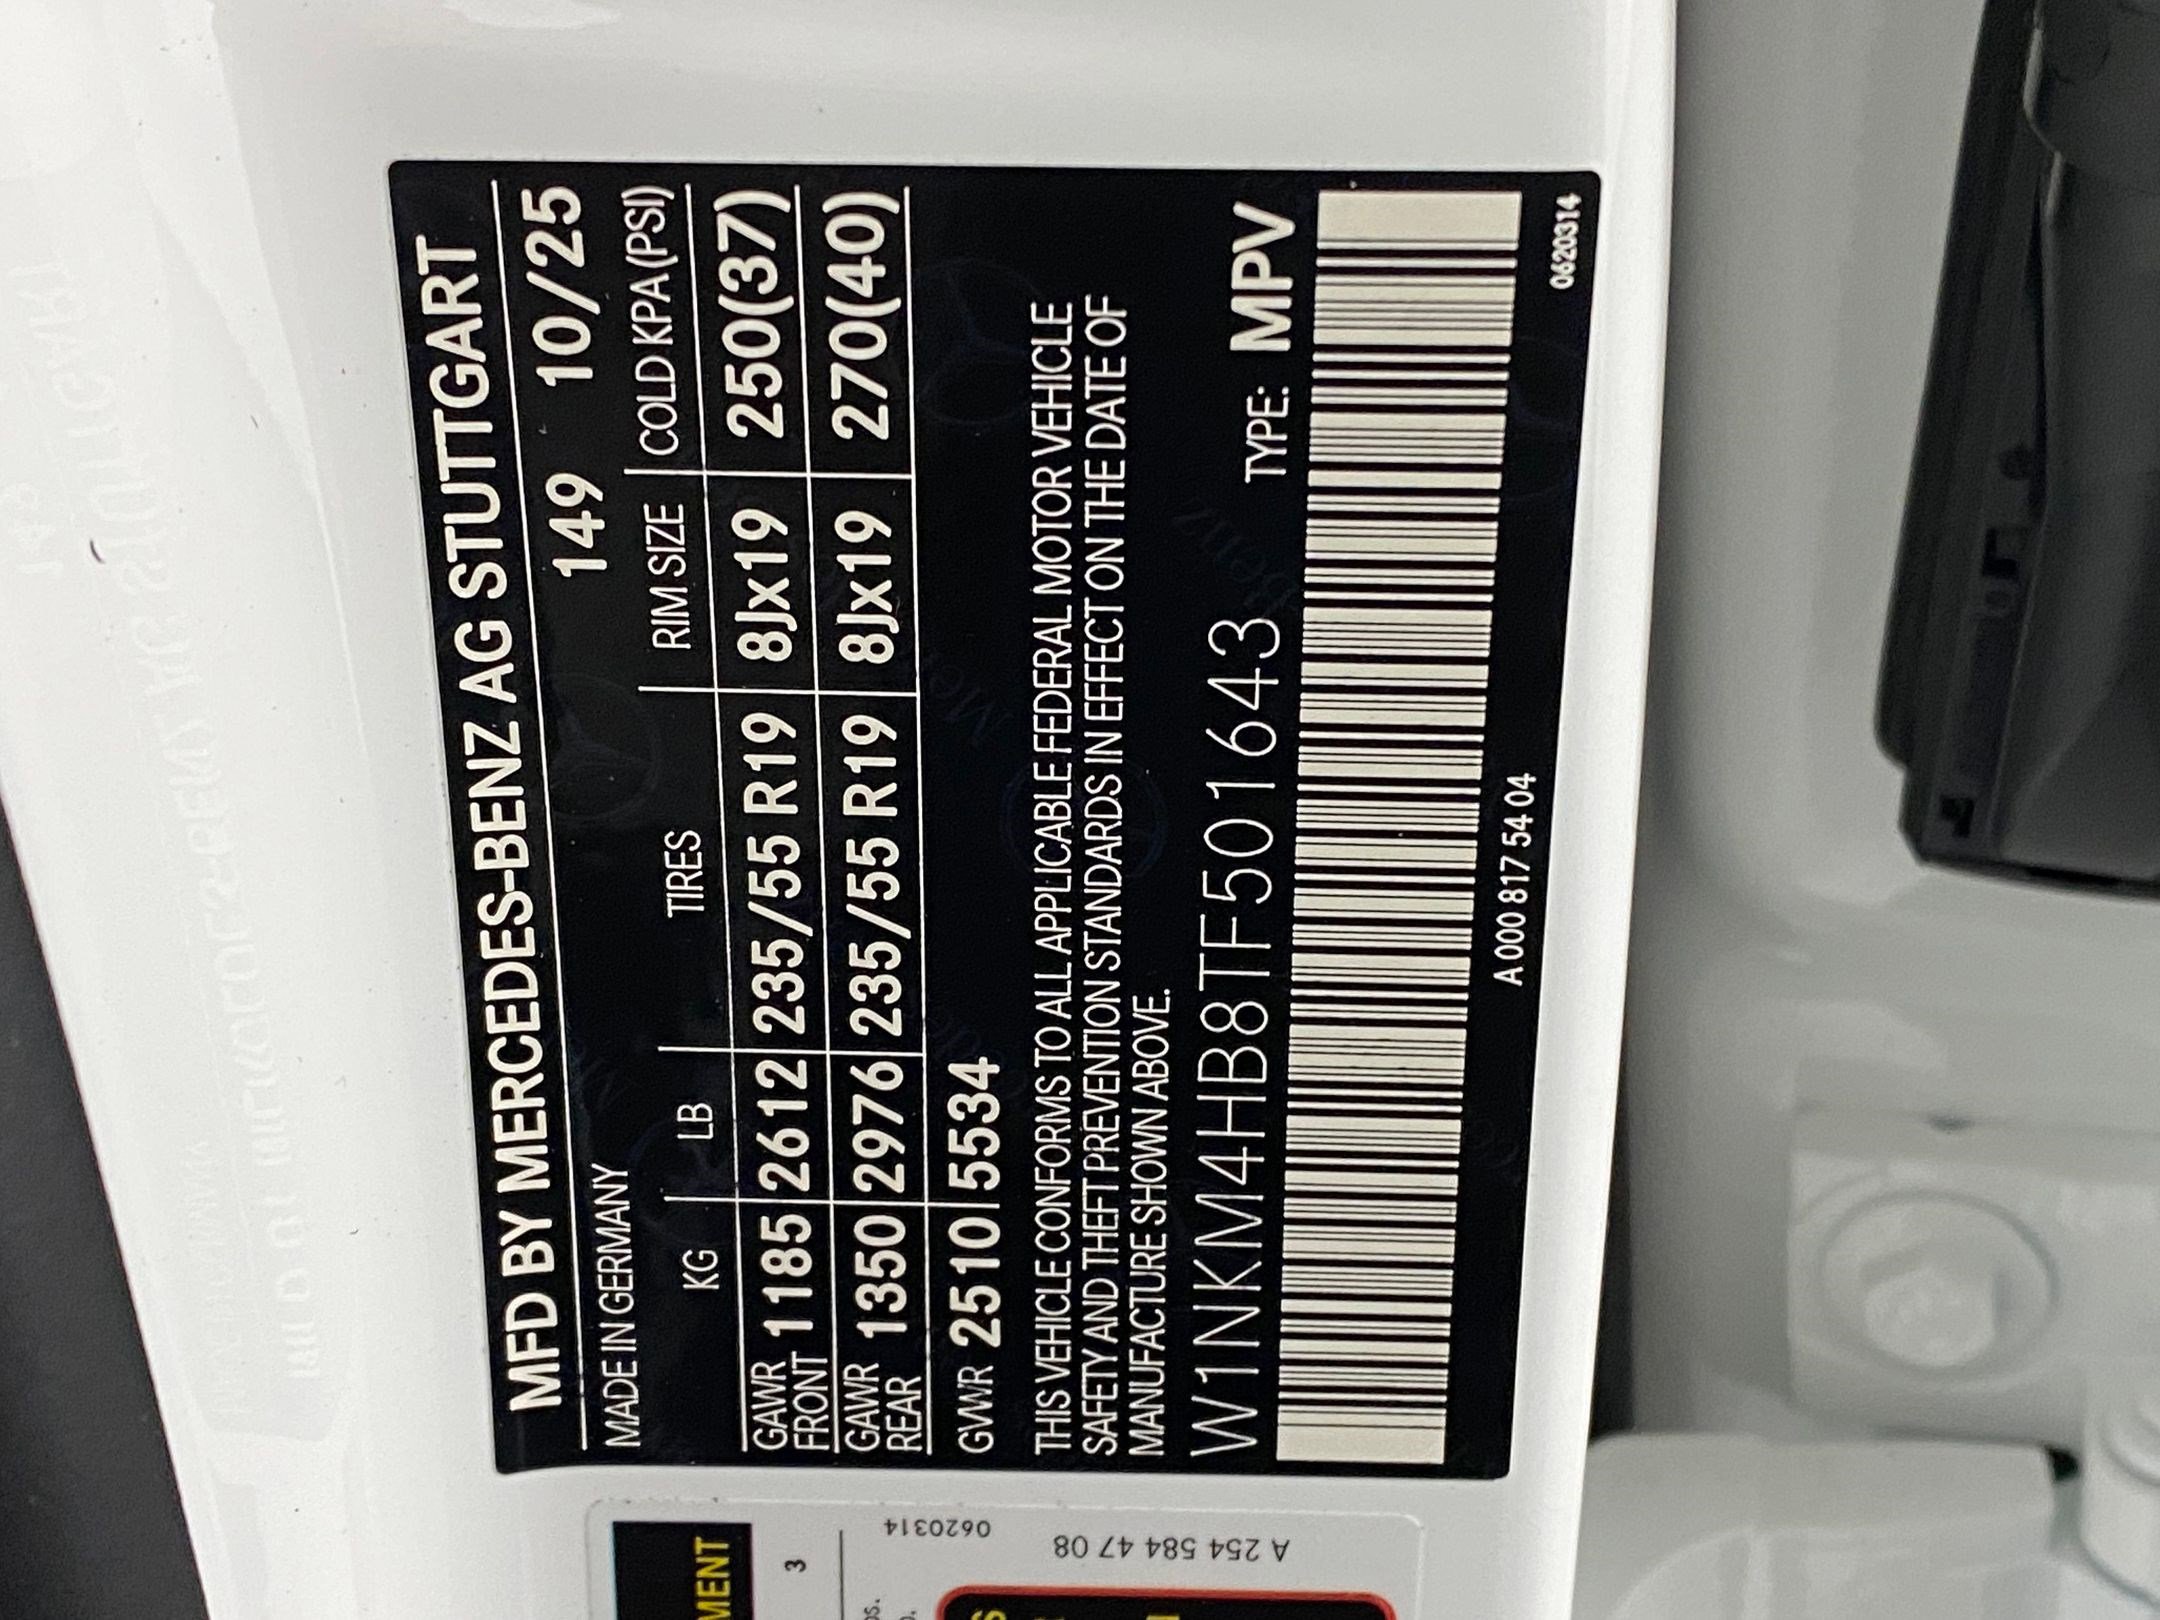 MFD BY MERCEDES-BENZ AG STUTTGART
MADE IN GERMANY 149 10/25
KG LB TIRES RIM SIZE COLD KPA(PSI)
GAWR FRONT 1185 2612 235/55 R19 8Jx19 250(37)
GAWR REAR 1350 2976 235/55 R19 8Jx19 270(40)
GVWR 2510 5534
THIS VEHICLE CONFORMS TO ALL APPLICABLE FEDERAL MOTOR VEHICLE
SAFETY AND THEFT PREVENTION STANDARDS IN EFFECT ON THE DATE OF
MANUFACTURE SHOWN ABOVE.
W1NKM4HB8TF501643 TYPE: MPV
A 000 817 54 04
0620314
MENT
3
0620314
A 254 584 47 08